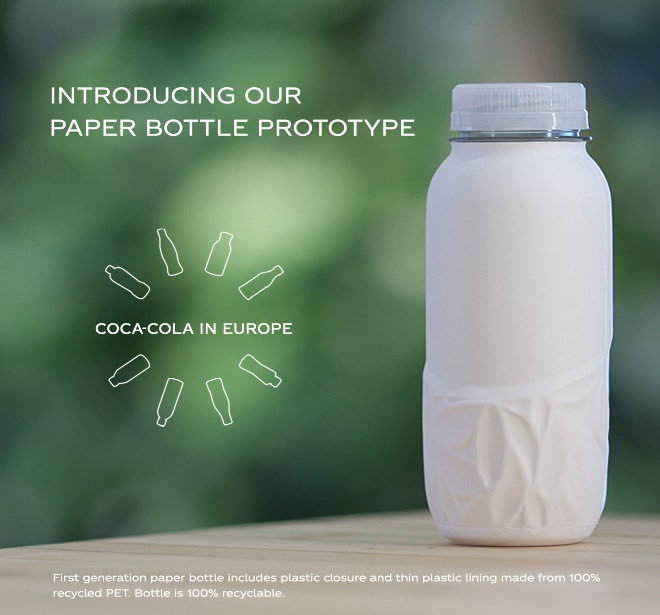 INTRODUCING OUR
PAPER BOTTLE PROTOTYPE
COCA-COLA IN EUROPE
First generation paper bottle includes plastic closure and thin plastic lining made from 100%
recycled PET. Bottle is 100% recyclable.